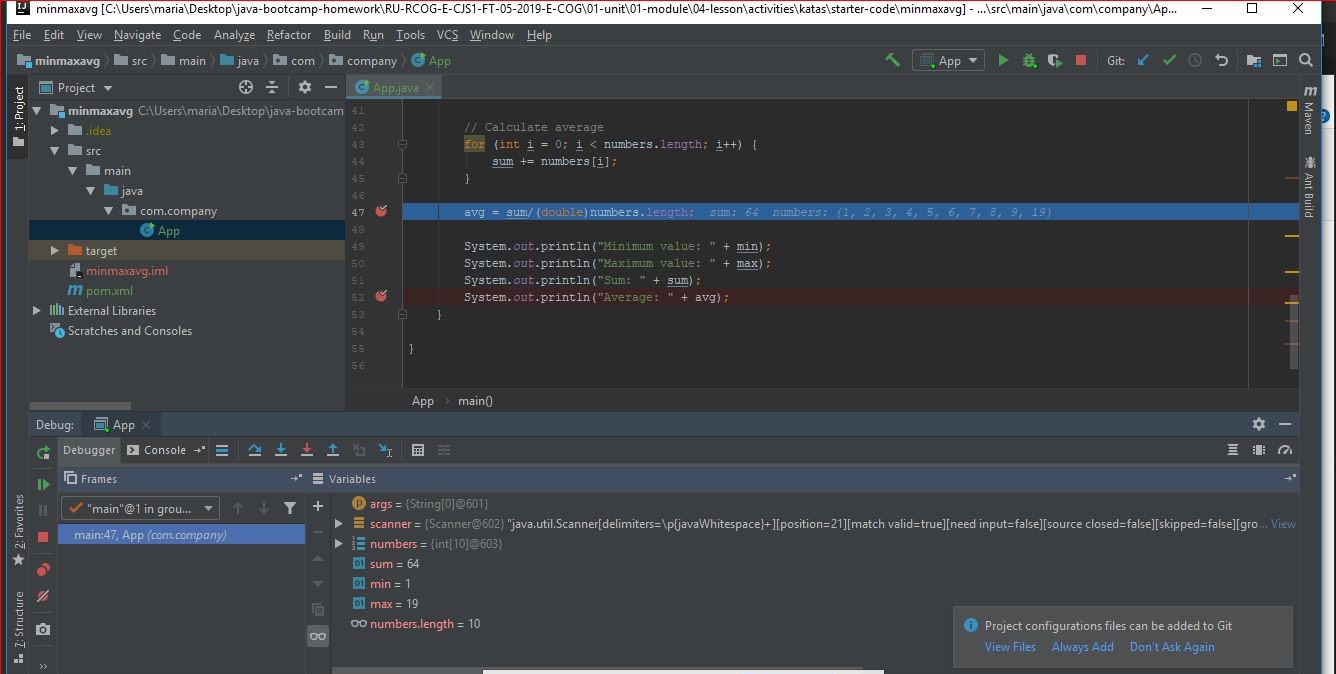 minmaxavg [C:\Users\maria\Desktop\java-bootcamp-homework\RU-RCOG-E-CJS1-FT-05-2019-E-COG\01-unit\01-module\04-lesson\activities\katas\starter-code\minmaxavg] - ...\src\main\java\com\company\Ap...
File Edit View Navigate Code Analyze Refactor Build Run Tools VCS Window Help
minmaxavg src main java com company App
App Git:
1: Project
Project
App.java
minmaxavg C:\Users\maria\Desktop\java-bootcam
.idea
src
main
java
com.company
App
target
minmaxavg.iml
pom.xml
External Libraries
Scratches and Consoles
41
42 // Calculate average
43 for (int i = 0; i < numbers.length; i++) {
44 sum += numbers[i];
45 }
46
47 avg = sum/(double)numbers.length; sum: 64 numbers: {1, 2, 3, 4, 5, 6, 7, 8, 9, 19}
48
49 System.out.println("Minimum value: " + min);
50 System.out.println("Maximum value: " + max);
51 System.out.println("Sum: " + sum);
52 System.out.println("Average: " + avg);
53 }
54
55 }
56
App main()
Maven
Ant Build
Debug: App
Debugger Console
Frames
Variables
"main"@1 in grou...
main:47, App (com.company)
args = {String[0]@601}
scanner = {Scanner@602} "java.util.Scanner[delimiters=\p{javaWhitespace}+][position=21][match valid=true][need input=false][source closed=false][skipped=false][gro... View
numbers = {int[10]@603}
sum = 64
min = 1
max = 19
numbers.length = 10
2: Favorites
7: Structure
Project configurations files can be added to Git
View Files Always Add Don't Ask Again